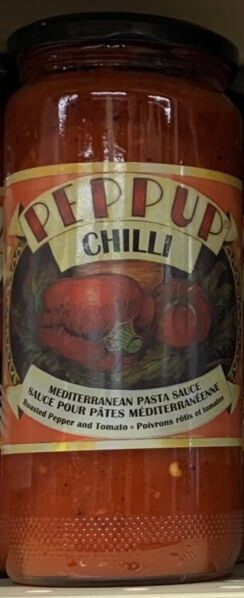 PEPPUP
CHILLI
MEDITERRANEAN PASTA SAUCE
SAUCE POUR PÂTES MÉDITERRANÉENNE
Roasted Pepper and Tomato • Poivrons rôtis et tomates